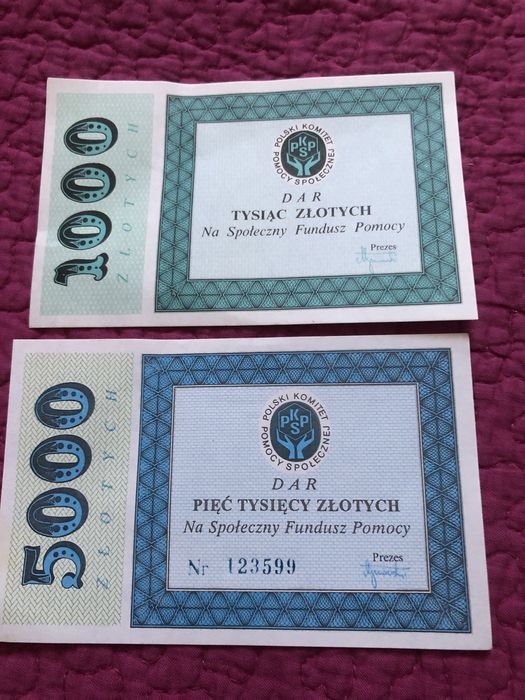 1000
ZŁOTYCH
POLSKI KOMITET
POMOCY SPOŁECZNEJ
PKPS
DAR
TYSIĄC ZŁOTYCH
Na Społeczny Fundusz Pomocy
Prezes
5000
ZŁOTYCH
POLSKI KOMITET
POMOCY SPOŁECZNEJ
PKPS
DAR
PIĘĆ TYSIĘCY ZŁOTYCH
Na Społeczny Fundusz Pomocy
Nr 123599
Prezes